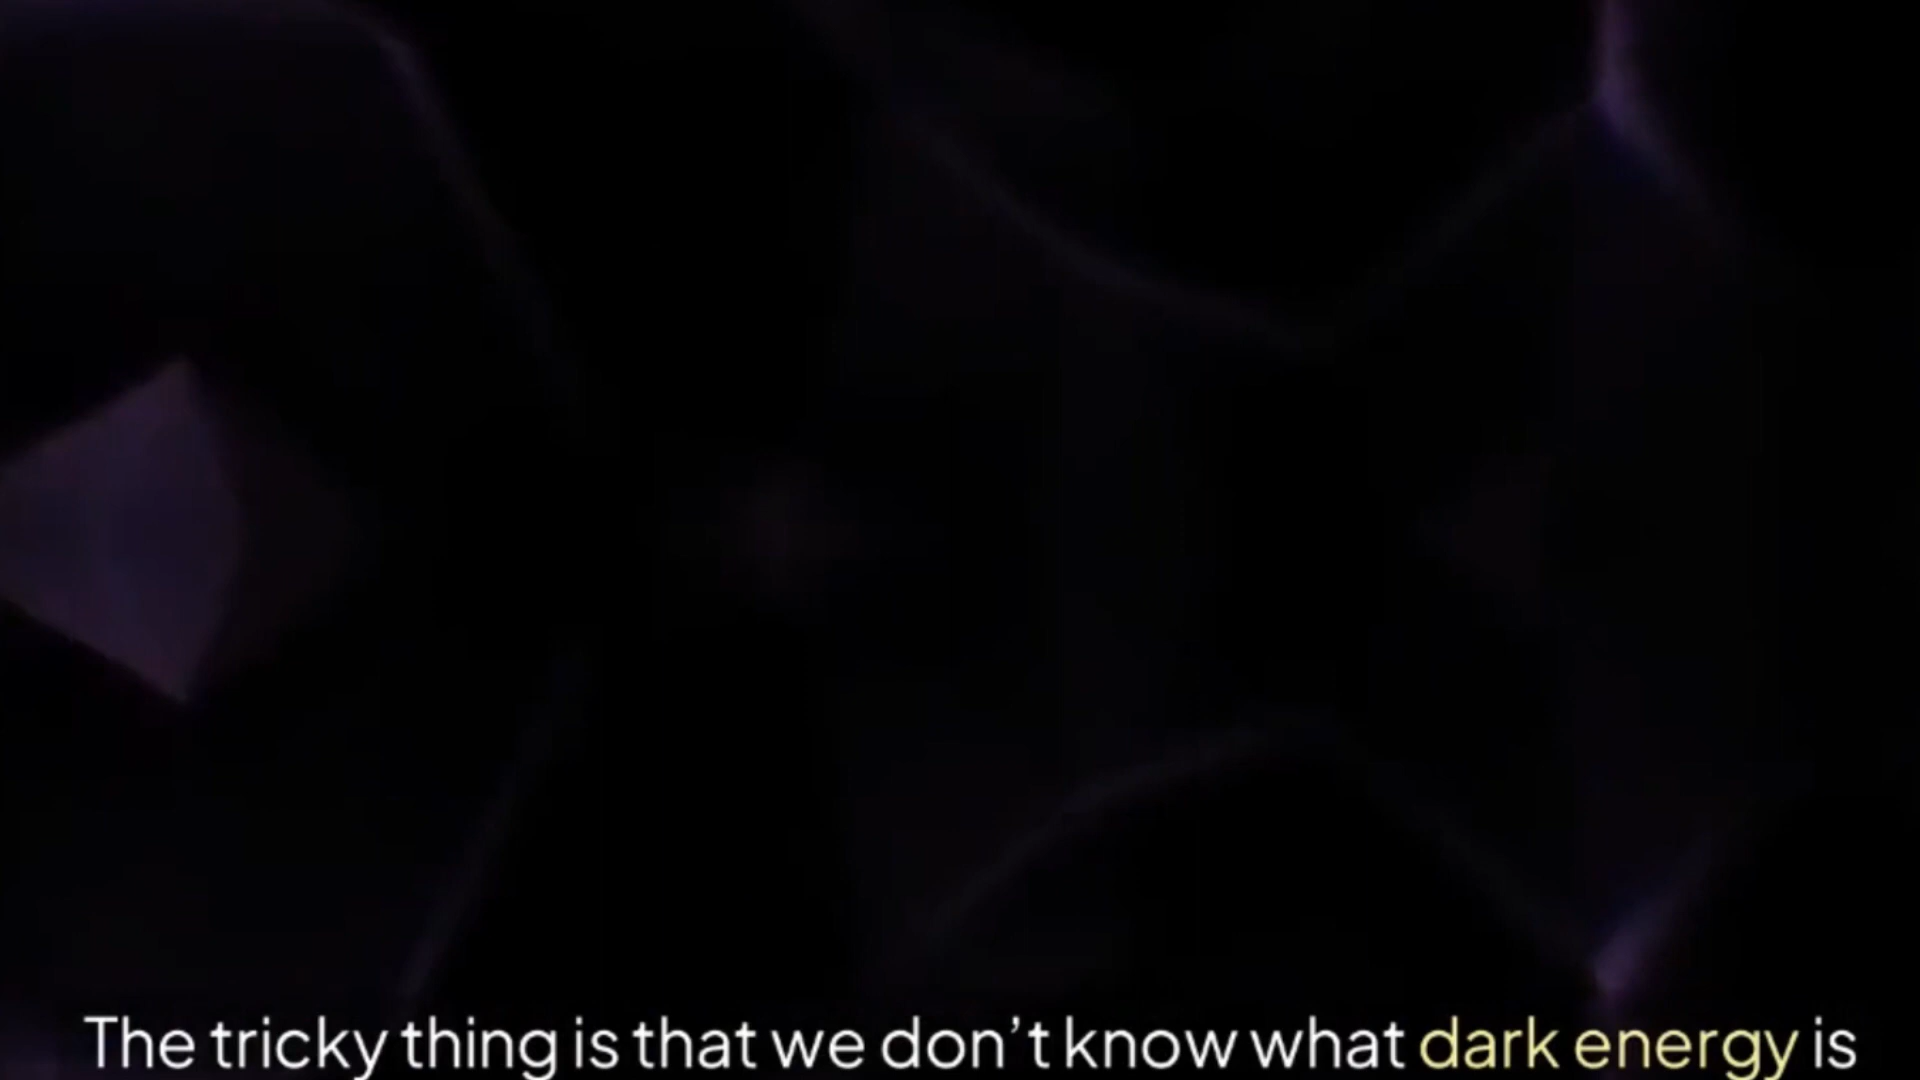 The tricky thing is that we don’t know what dark energy is